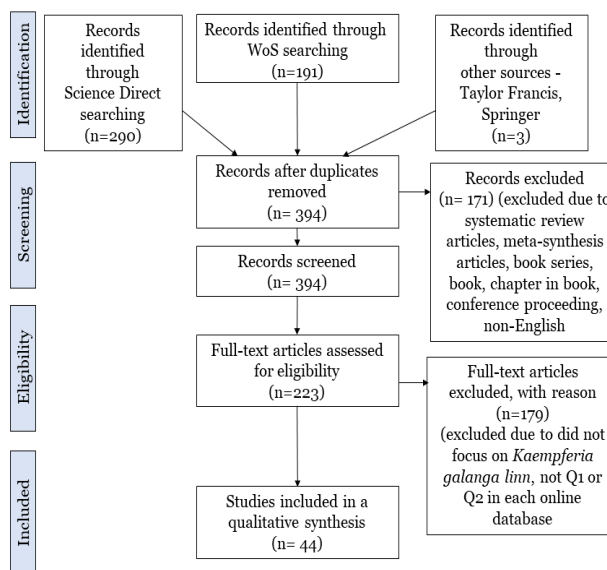 Identification
Records
identified
through
Science Direct
searching
(n=290)
Records identified through
WoS searching
(n=191)
Records identified
through
other sources -
Taylor Francis,
Springer
(n=3)
Screening
Records after duplicates
removed
(n= 394)
Records excluded
(n= 171) (excluded due to
systematic review
articles, meta-synthesis
articles, book series,
book, chapter in book,
conference proceeding,
non-English
Records screened
(n= 394)
Eligibility
Full-text articles assessed
for eligibility
(n=223)
Full-text articles
excluded, with reason
(n=179)
(excluded due to did not
focus on Kaempferia
galanga linn, not Q1 or
Q2 in each online
database
Included
Studies included in a
qualitative synthesis
(n= 44)